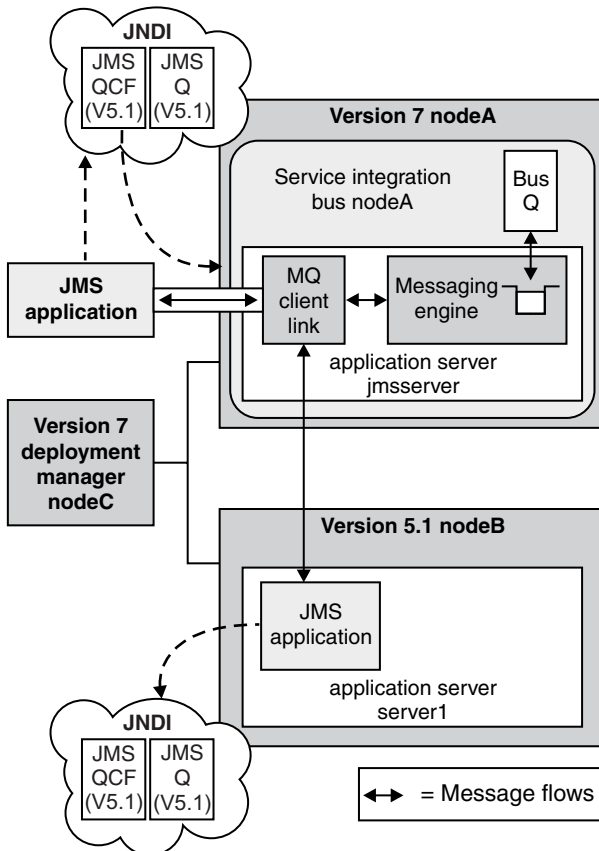 JNDI
JMS
QCF
(V5.1)
JMS
Q
(V5.1)
Version 7 nodeA
Service integration
bus nodeA
Bus
Q
JMS
application
MQ
client
link
Messaging
engine
application server
jmsserver
Version 7
deployment
manager
nodeC
Version 5.1 nodeB
JMS
application
application server
server1
JNDI
JMS
QCF
(V5.1)
JMS
Q
(V5.1)
= Message flows